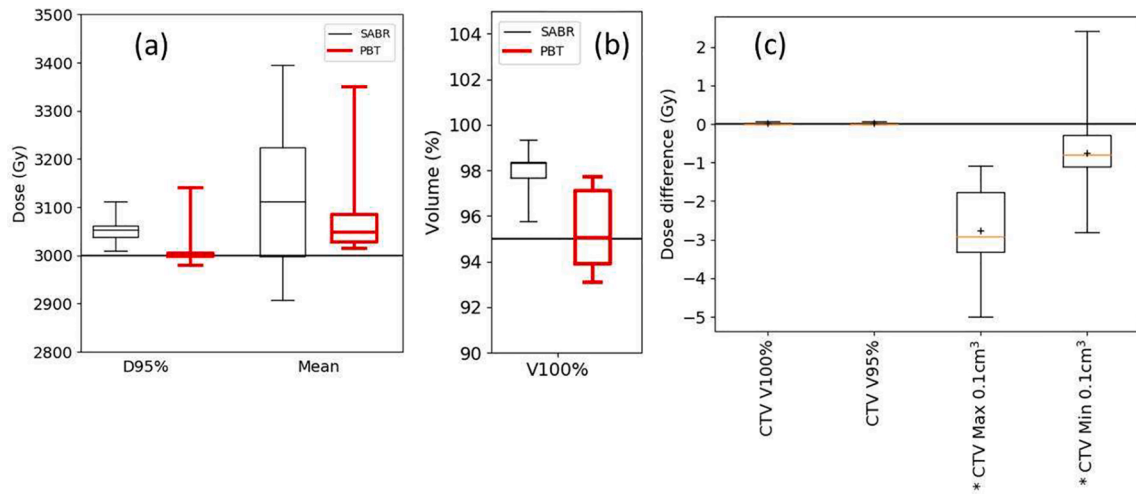 (a)
SABR
PBT
Dose (Gy)
3500
3400
3300
3200
3100
3000
2900
2800
D95%
Mean
(b)
SABR
PBT
Volume (%)
104
102
100
98
96
94
92
90
V100%
(c)
Dose difference (Gy)
2
1
0
−1
−2
−3
−4
−5
CTV V100%
CTV V95%
* CTV Max 0.1cm³
* CTV Min 0.1cm³